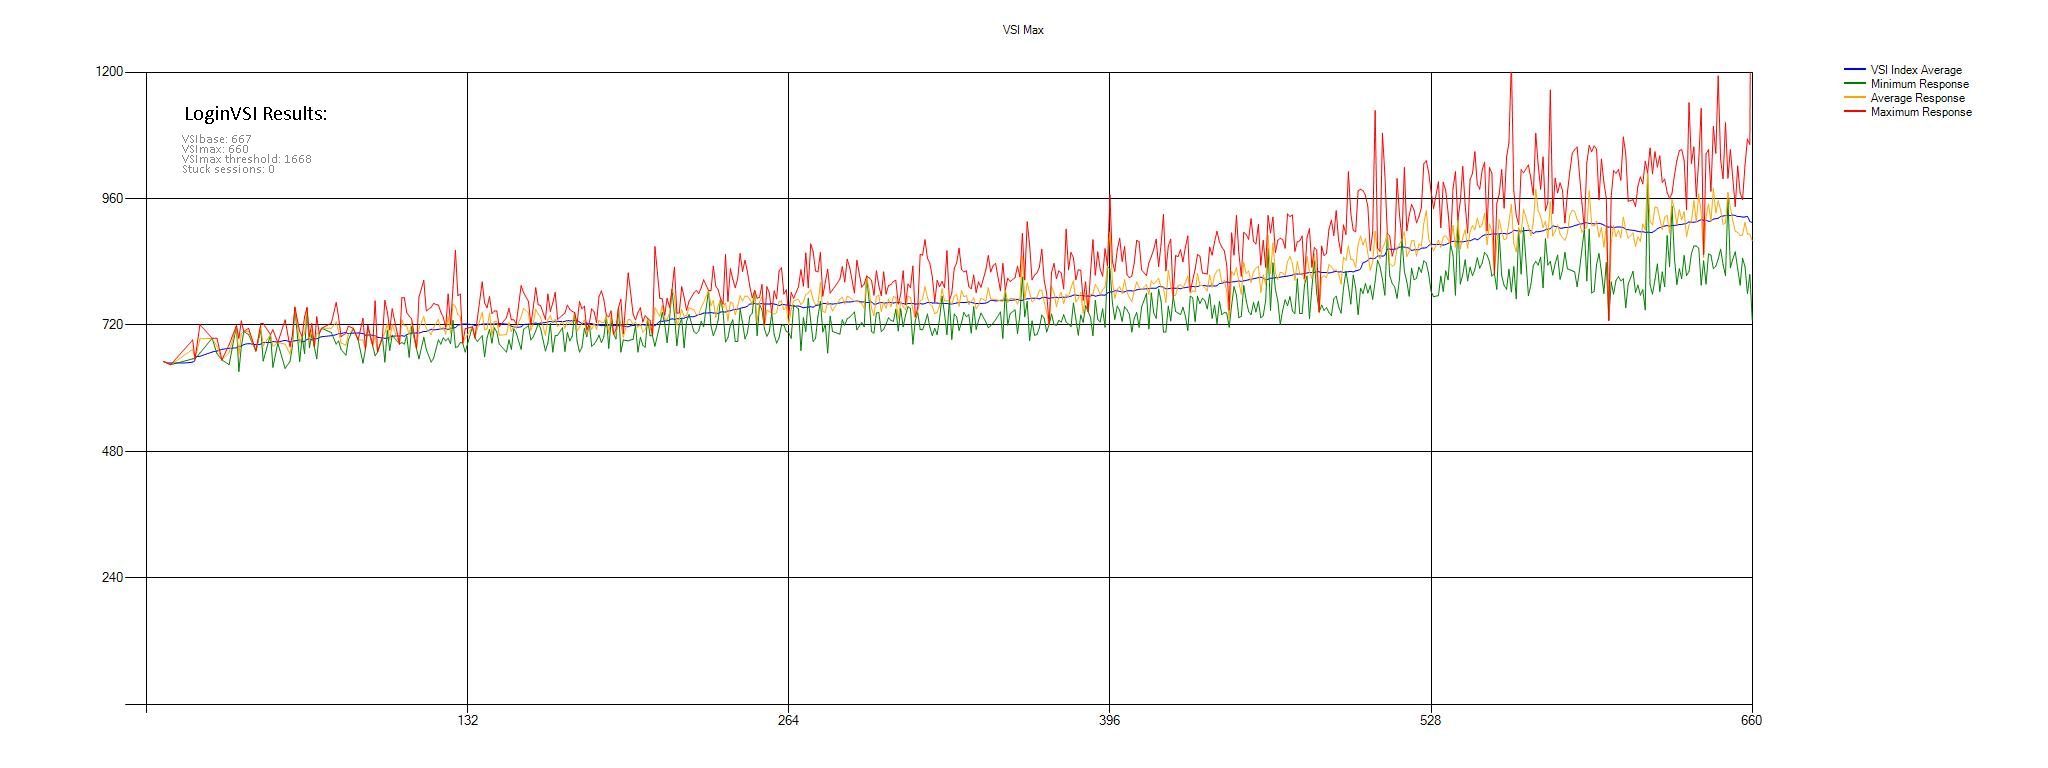 VSI Max
1200
960
720
480
240
LoginVSI Results:
VSIbase: 667
VSImax: 660
VSImax threshold: 1668
Stuck sessions: 0
132
264
396
528
660
VSI Index Average
Minimum Response
Average Response
Maximum Response